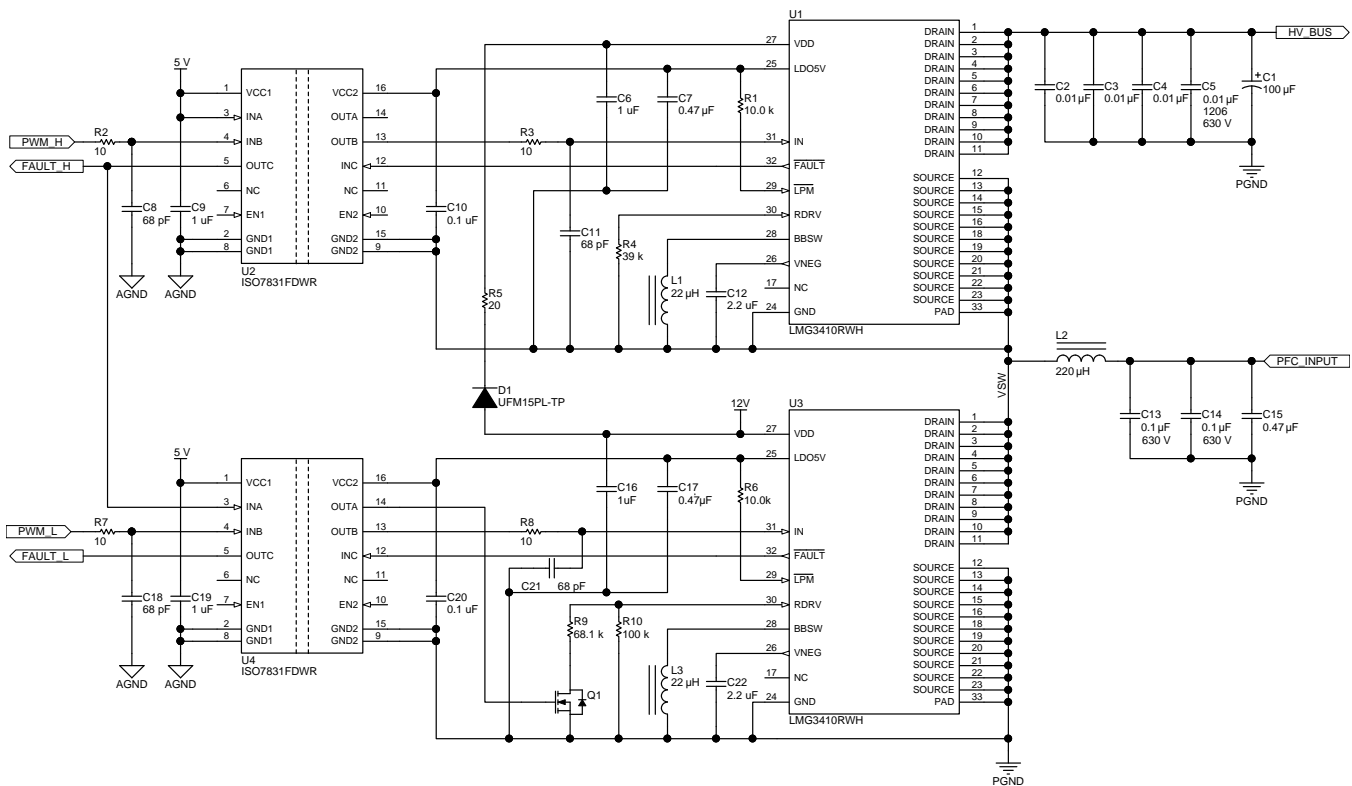 U1
LMG3410RWH
27 VDD
25 LDO5V
31 IN
32 FAULT
29 LPM
30 RDRV
28 BBSW
26 VNEG
17 NC
24 GND
DRAIN 1
DRAIN 2
DRAIN 3
DRAIN 4
DRAIN 5
DRAIN 6
DRAIN 7
DRAIN 8
DRAIN 9
DRAIN 10
DRAIN 11
SOURCE 12
SOURCE 13
SOURCE 14
SOURCE 15
SOURCE 16
SOURCE 18
SOURCE 19
SOURCE 20
SOURCE 21
SOURCE 22
SOURCE 23
PAD 33
HV_BUS
C2
0.01 µF
C3
0.01 µF
C4
0.01 µF
C5
0.01 µF
1206
630 V
+
C1
100 µF
PGND
5 V
1 VCC1
3 INA
4 INB
5 OUTC
6 NC
7 EN1
2 GND1
8 GND1
VCC2 16
OUTA 14
OUTB 13
INC 12
NC 11
EN2 10
GND2 15
GND2 9
U2
ISO7831FDWR
PWM_H
R2
10
FAULT_H
C8
68 pF
C9
1 uF
AGND
AGND
C10
0.1 uF
R3
10
C6
1 uF
C7
0.47 µF
R1
10.0 k
C11
68 pF
R4
39 k
L1
22 µH
C12
2.2 uF
R5
20
D1
UFM15PL-TP
12V
VSW
L2
220 µH
PFC_INPUT
C13
0.1 µF
630 V
C14
0.1 µF
630 V
C15
0.47 µF
PGND
5 V
1 VCC1
3 INA
4 INB
5 OUTC
6 NC
7 EN1
2 GND1
8 GND1
VCC2 16
OUTA 14
OUTB 13
INC 12
NC 11
EN2 10
GND2 15
GND2 9
U4
ISO7831FDWR
PWM_L
R7
10
FAULT_L
C18
68 pF
C19
1 uF
AGND
AGND
C20
0.1 uF
R8
10
C16
1uF
C17
0.47µF
R6
10.0k
C21
68 pF
R9
68.1 k
R10
100 k
Q1
L3
22 µH
C22
2.2 uF
U3
LMG3410RWH
27 VDD
25 LDO5V
31 IN
32 FAULT
29 LPM
30 RDRV
28 BBSW
26 VNEG
17 NC
24 GND
DRAIN 1
DRAIN 2
DRAIN 3
DRAIN 4
DRAIN 5
DRAIN 6
DRAIN 7
DRAIN 8
DRAIN 9
DRAIN 10
DRAIN 11
SOURCE 12
SOURCE 13
SOURCE 14
SOURCE 15
SOURCE 16
SOURCE 18
SOURCE 19
SOURCE 20
SOURCE 21
SOURCE 22
SOURCE 23
PAD 33
PGND